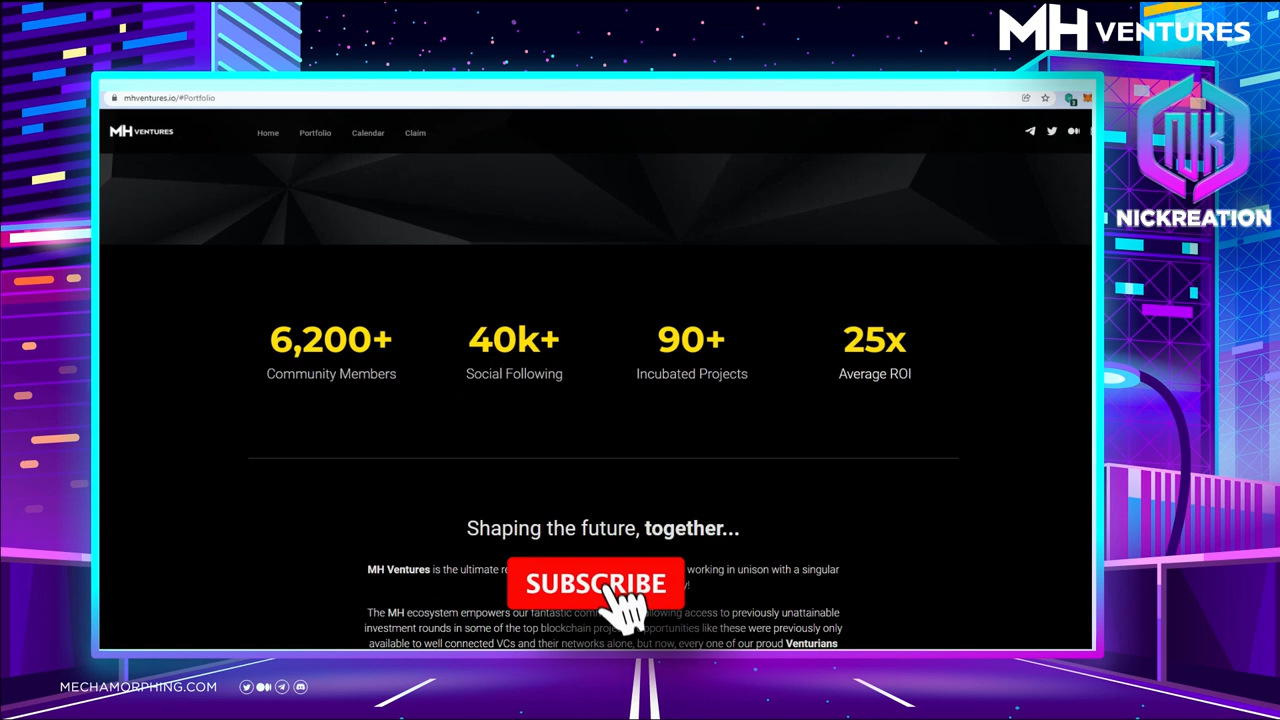 MH VENTURES
mhventures.io/#Portfolio
MH VENTURES
Home Portfolio Calendar Claim
NIK
NICKREATION
6,200+ 40k+ 90+ 25x
Community Members Social Following Incubated Projects Average ROI
Shaping the future, together...
MH Ventures is the ultimate working in unison with a singular
SUBSCRIBE
The MH ecosystem empowers our fantastic allowing access to previously unattainable
investment rounds in some of the top blockchain opportunities like these were previously only
available to well connected VCs and their networks alone, but now, every one of our proud Venturians
MECHAMORPHING.COM